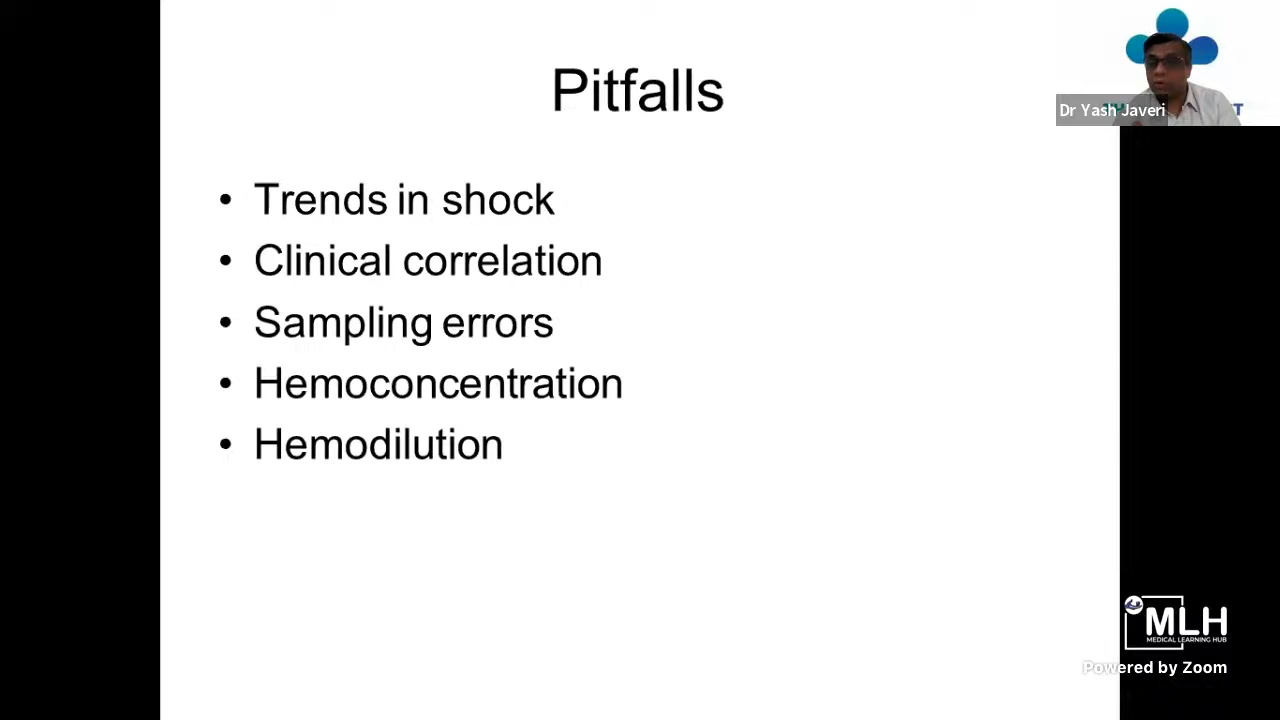 Pitfalls
Dr Yash Javeri
• Trends in shock
• Clinical correlation
• Sampling errors
• Hemoconcentration
• Hemodilution
MLH
MEDICAL LEARNING HUB
Powered by Zoom